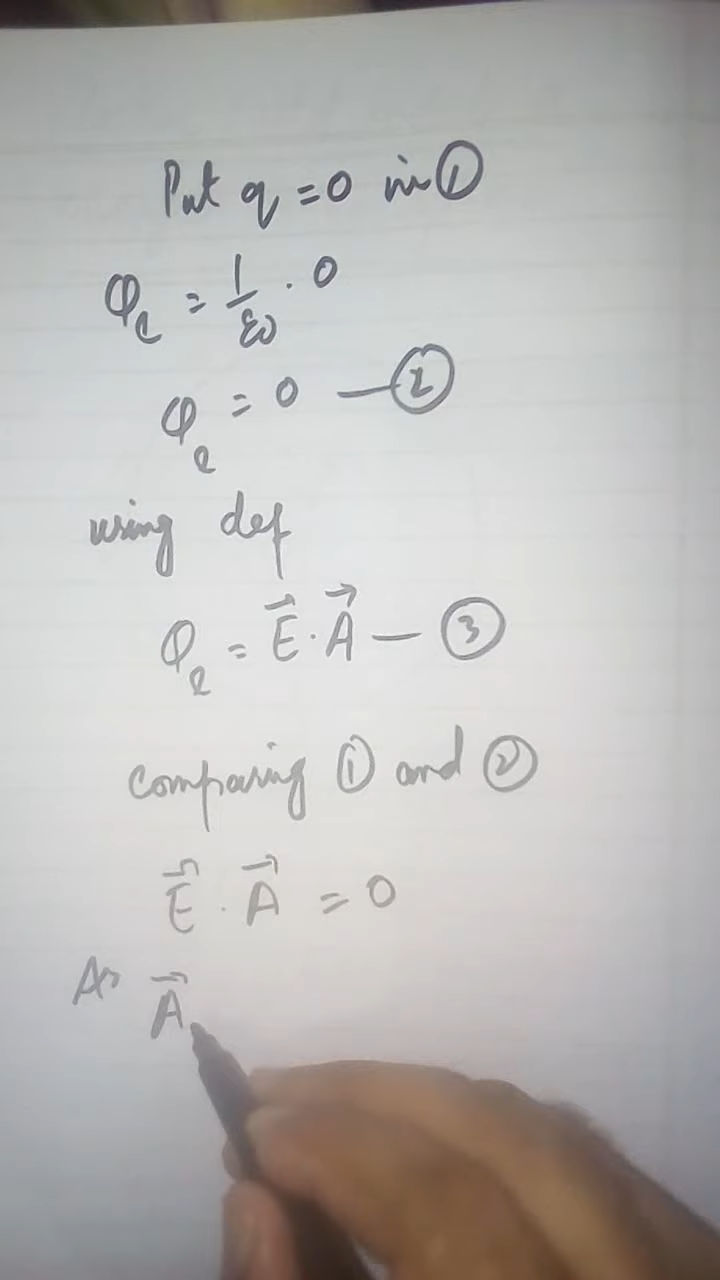 Put q = 0 in ①
φe = 1/ε0 . 0
φe = 0 — ②
using def
φe = E⃗ . A⃗ — ③
comparing ① and ②
E⃗ . A⃗ = 0
As A⃗